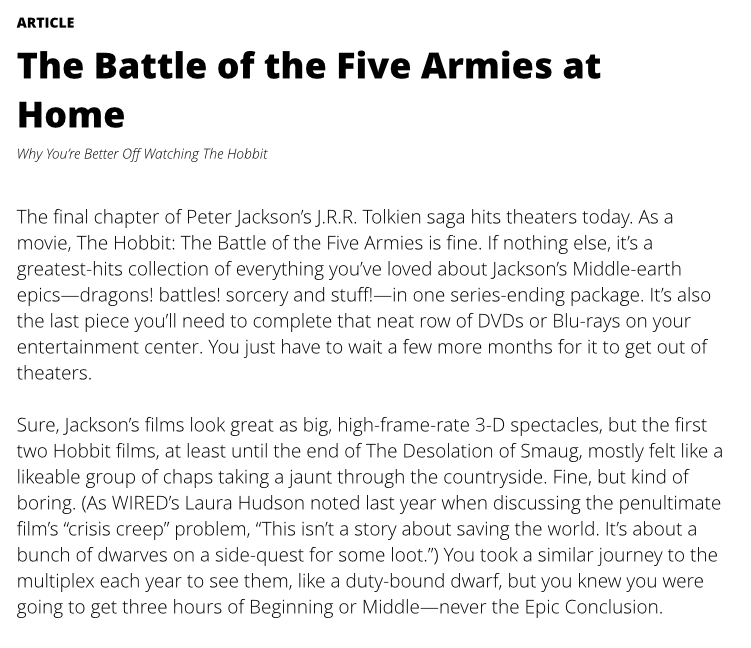 ARTICLE
The Battle of the Five Armies at
Home
Why You’re Better Off Watching The Hobbit
The final chapter of Peter Jackson’s J.R.R. Tolkien saga hits theaters today. As a
movie, The Hobbit: The Battle of the Five Armies is fine. If nothing else, it’s a
greatest-hits collection of everything you’ve loved about Jackson’s Middle-earth
epics—dragons! battles! sorcery and stuff!—in one series-ending package. It’s also
the last piece you’ll need to complete that neat row of DVDs or Blu-rays on your
entertainment center. You just have to wait a few more months for it to get out of
theaters.
Sure, Jackson’s films look great as big, high-frame-rate 3-D spectacles, but the first
two Hobbit films, at least until the end of The Desolation of Smaug, mostly felt like a
likeable group of chaps taking a jaunt through the countryside. Fine, but kind of
boring. (As WIRED’s Laura Hudson noted last year when discussing the penultimate
film’s “crisis creep” problem, “This isn’t a story about saving the world. It’s about a
bunch of dwarves on a side-quest for some loot.”) You took a similar journey to the
multiplex each year to see them, like a duty-bound dwarf, but you knew you were
going to get three hours of Beginning or Middle—never the Epic Conclusion.